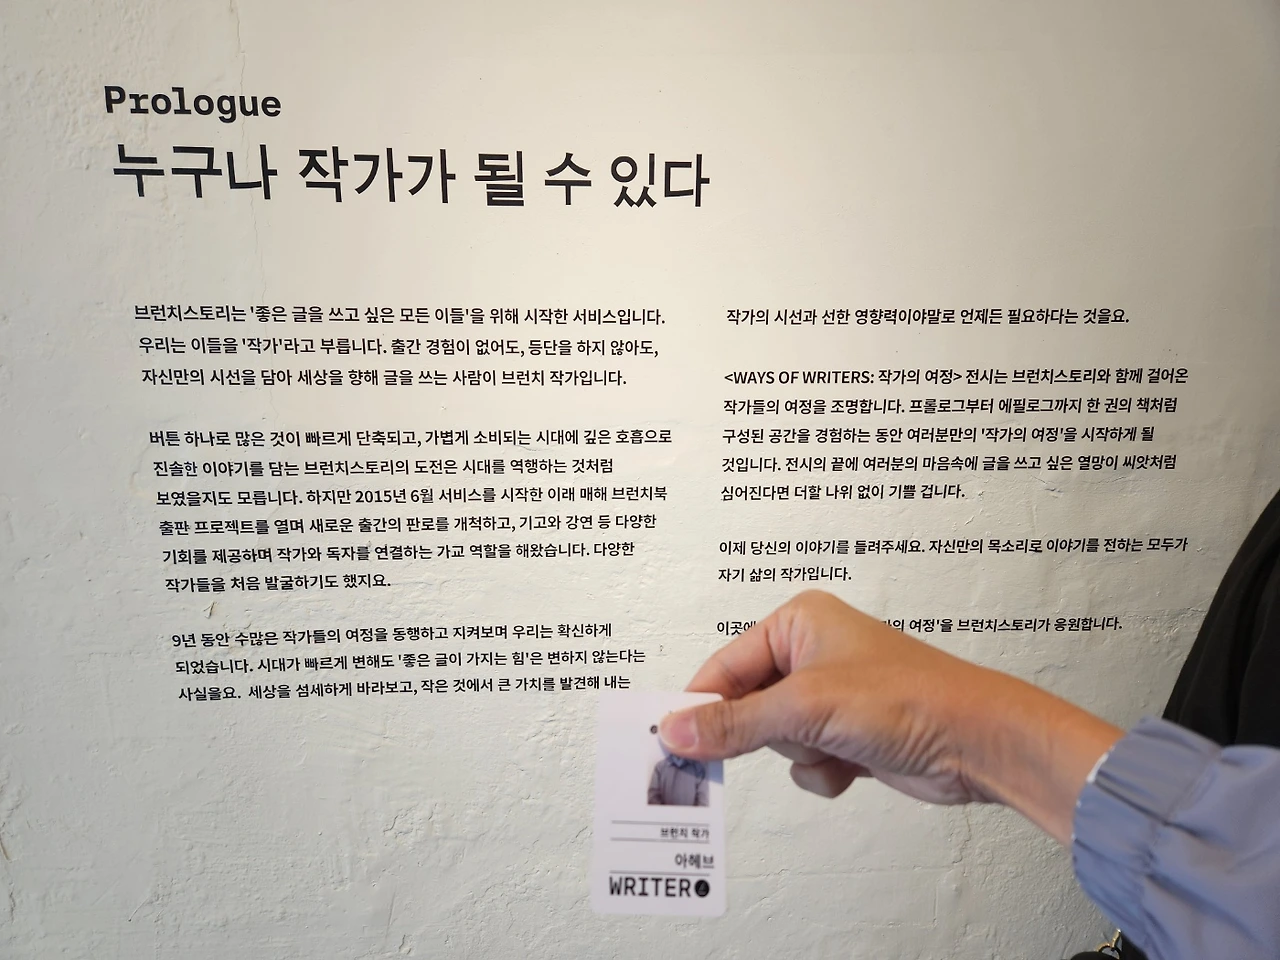 Prologue
누구나 작가가 될 수 있다
브런치스토리는 '좋은 글을 쓰고 싶은 모든 이들'을 위해 시작한 서비스입니다.
우리는 이들을 '작가'라고 부릅니다. 출간 경험이 없어도, 등단을 하지 않아도,
자신만의 시선을 담아 세상을 향해 글을 쓰는 사람이 브런치 작가입니다.
버튼 하나로 많은 것이 빠르게 단축되고, 가볍게 소비되는 시대에 깊은 호흡으로
진솔한 이야기를 담는 브런치스토리의 도전은 시대를 역행하는 것처럼
보였을지도 모릅니다. 하지만 2015년 6월 서비스를 시작한 이래 매해 브런치북
출판 프로젝트를 열며 새로운 출간의 판로를 개척하고, 기고와 강연 등 다양한
기회를 제공하며 작가와 독자를 연결하는 가교 역할을 해왔습니다. 다양한
작가들을 처음 발굴하기도 했지요.
9년 동안 수많은 작가들의 여정을 동행하고 지켜보며 우리는 확신하게
되었습니다. 시대가 빠르게 변해도 '좋은 글이 가지는 힘'은 변하지 않는다는
사실을요. 세상을 섬세하게 바라보고, 작은 것에서 큰 가치를 발견해 내는
작가의 시선과 선한 영향력이야말로 언제든 필요하다는 것을요.
<WAYS OF WRITERS: 작가의 여정> 전시는 브런치스토리와 함께 걸어온
작가들의 여정을 조명합니다. 프롤로그부터 에필로그까지 한 권의 책처럼
구성된 공간을 경험하는 동안 여러분만의 '작가의 여정'을 시작하게 될
것입니다. 전시의 끝에 여러분의 마음속에 글을 쓰고 싶은 열망이 씨앗처럼
심어진다면 더할 나위 없이 기쁠 겁니다.
이제 당신의 이야기를 들려주세요. 자신만의 목소리로 이야기를 전하는 모두가
자기 삶의 작가입니다.
여정'을 브런치스토리가 응원합니다.
브런치 작가
아헤브
WRITER